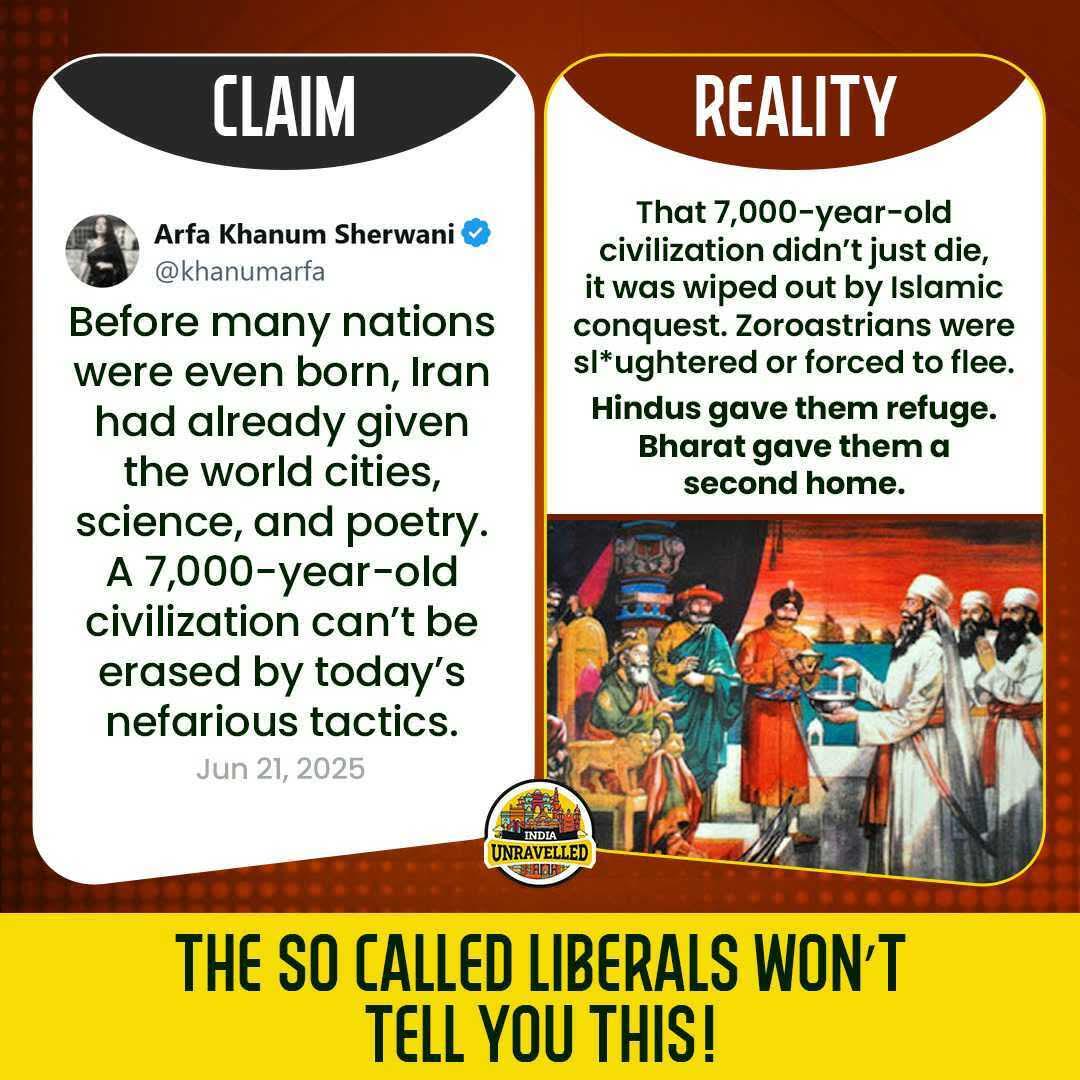 CLAIM
Arfa Khanum Sherwani
@khanumarfa
Before many nations
were even born, Iran
had already given
the world cities,
science, and poetry.
A 7,000-year-old
civilization can't be
erased by today's
nefarious tactics.
Jun 21, 2025
REALITY
That 7,000-year-old
civilization didn't just die,
it was wiped out by Islamic
conquest. Zoroastrians were
sl*ughtered or forced to flee.
Hindus gave them refuge.
Bharat gave them a
second home.
INDIA
UNRAVELLED
THE SO CALLED LIBERALS WON'T
TELL YOU THIS!